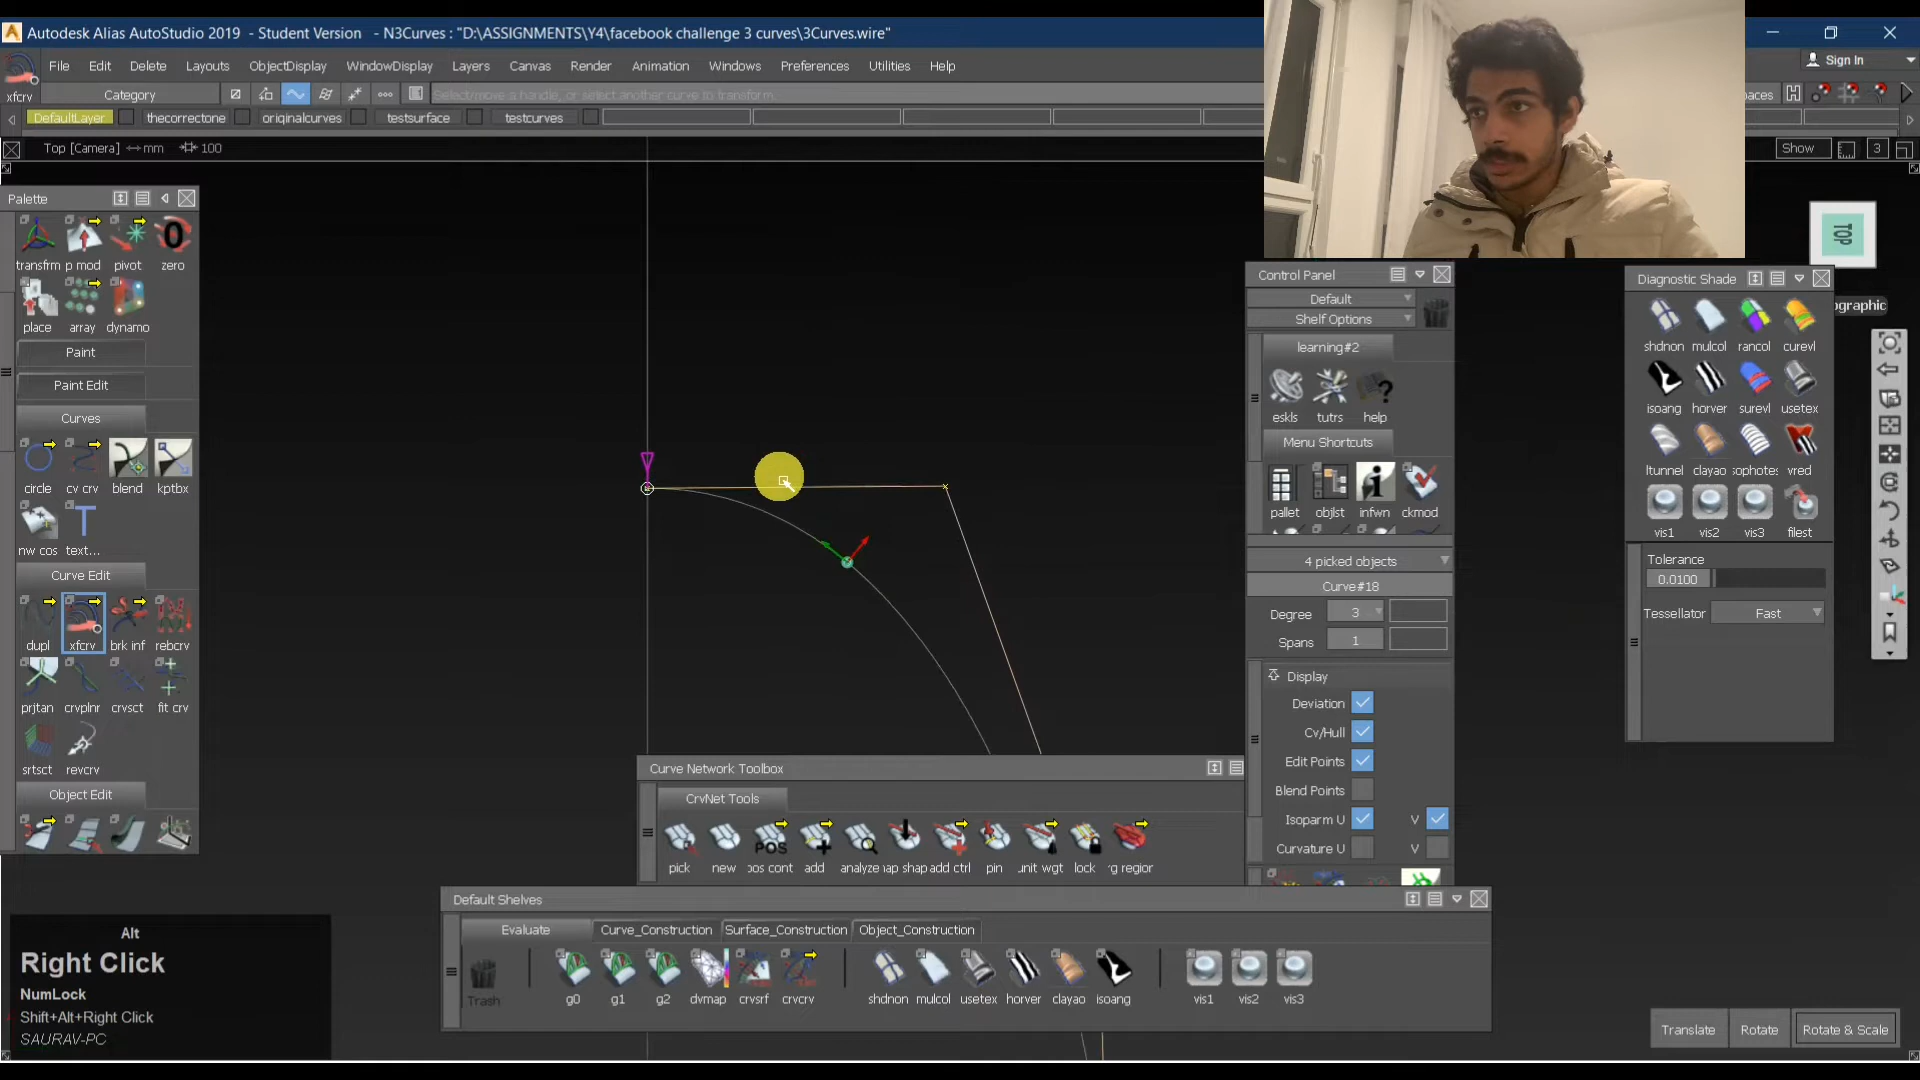 Autodesk Alias AutoStudio 2019 - Student Version - N3Curves : "D:\ASSIGNMENTS\Y4\facebook challenge 3 curves\3Curves.wire"
File Edit Delete Layouts ObjectDisplay WindowDisplay Layers Canvas Render Animation Windows Preferences Utilities Help
Sign In
xfcrv Category Select/move a handle, or select another curve to transform.
paces
DefaultLayer thecorrectone originalcurves testsurface testcurves
Top [Camera] mm 100
Show 3
TOP
ographic
Palette
transfrm p mod pivot zero
place array dynamo
Paint
Paint Edit
Curves
circle cv crv blend kptbx
nw cos text...
Curve Edit
dupl xfcrv brk inf rebcrv
prjtan crvplnr crvsct fit crv
srtsct revcrv
Object Edit
Control Panel
Default
Shelf Options
learning#2
eskls tutrs help
Menu Shortcuts
pallet objlst infwn ckmod
4 picked objects
Curve#18
Degree 3
Spans 1
Display
Deviation
Cv/Hull
Edit Points
Blend Points
Isoparm U V
Curvature U V
Diagnostic Shade
shdnon mulcol rancol curevl
isoang horver surevl usetex
ltunnel clayao sophotes vred
vis1 vis2 vis3 filest
Tolerance
0.0100
Tessellator Fast
Curve Network Toolbox
CrvNet Tools
pick new pos cont add analyze nap shap add ctrl pin unit wgt lock rg region
Default Shelves
Evaluate Curve_Construction Surface_Construction Object_Construction
Trash g0 g1 g2 dvmap crvsrf crvcrv shdnon mulcol usetex horver clayao isoang vis1 vis2 vis3
Alt
Right Click
NumLock
Shift+Alt+Right Click
SAURAV-PC
Translate Rotate Rotate & Scale